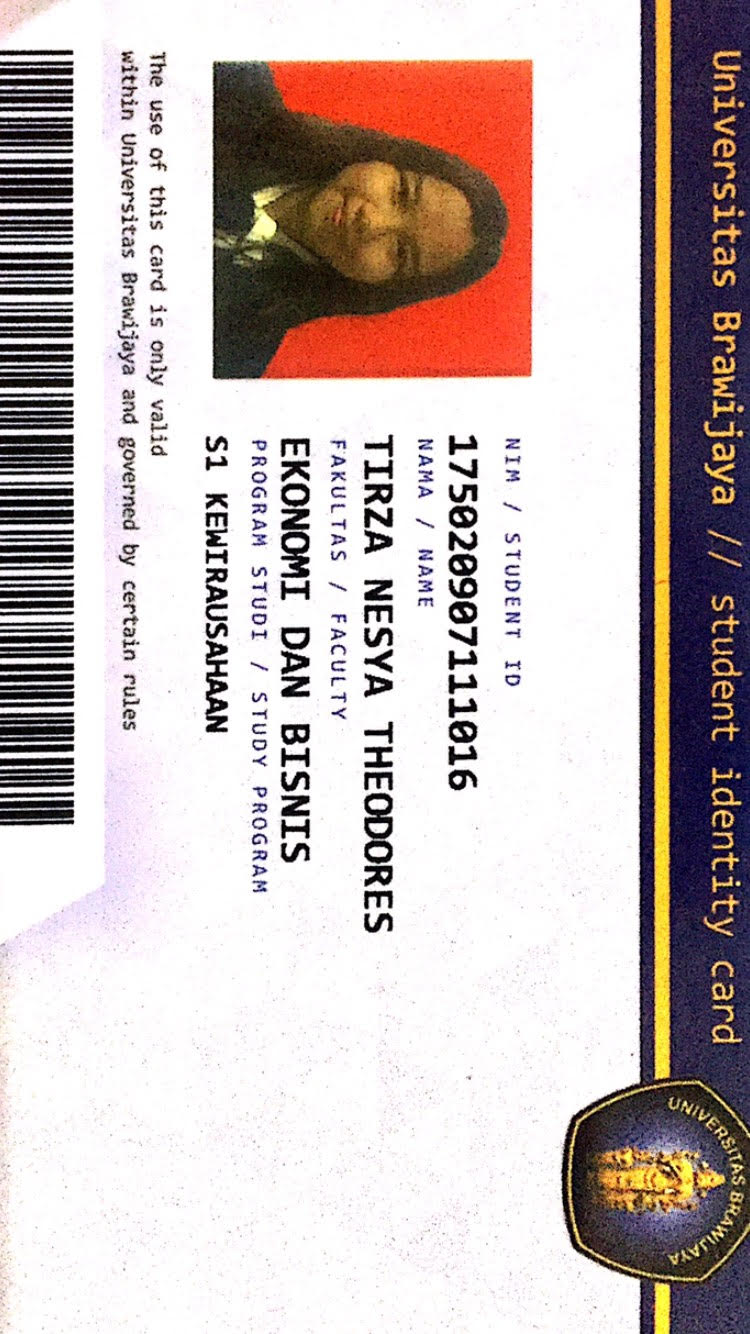 Universitas Brawijaya // student identity card
UNIVERSITAS BRAWIJAYA
NIM / STUDENT ID
175020907111016
NAMA / NAME
TIRZA NESYA THEODORES
FAKULTAS / FACULTY
EKONOMI DAN BISNIS
PROGRAM STUDI / STUDY PROGRAM
S1 KEWIRAUSAHAAN
The use of this card is only valid
within Universitas Brawijaya and governed by certain rules